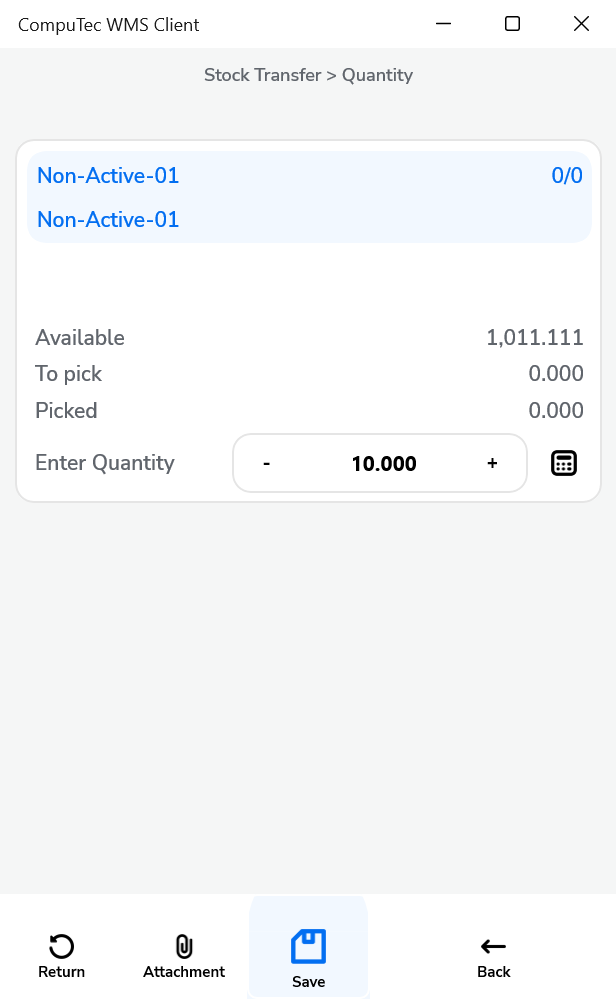 CompuTec WMS Client
Stock Transfer > Quantity
Non-Active-01 0/0
Non-Active-01
Available 1,011.111
To pick 0.000
Picked 0.000
Enter Quantity - 10.000 +
Return Attachment Save Back